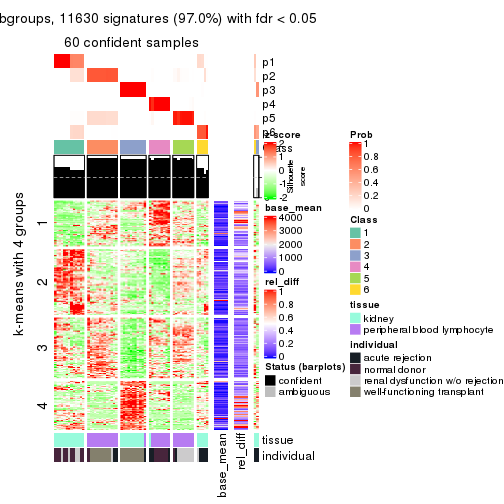 bgroups, 11630 signatures (97.0%) with fdr < 0.05
60 confident samples
p1
p2
p3
p4
p5
p6
Class
Silhouette
score
k-means with 4 groups
1
2
3
4
base_mean
rel_diff
tissue
individual
z-score
2
1
0
-1
-2
base_mean
4000
3000
2000
1000
0
rel_diff
1
0.8
0.6
0.4
0.2
0
Status (barplots)
confident
ambiguous
Prob
1
0.8
0.6
0.4
0.2
0
Class
1
2
3
4
5
6
tissue
kidney
peripheral blood lymphocyte
individual
acute rejection
normal donor
renal dysfunction w/o rejection
well-functioning transplant